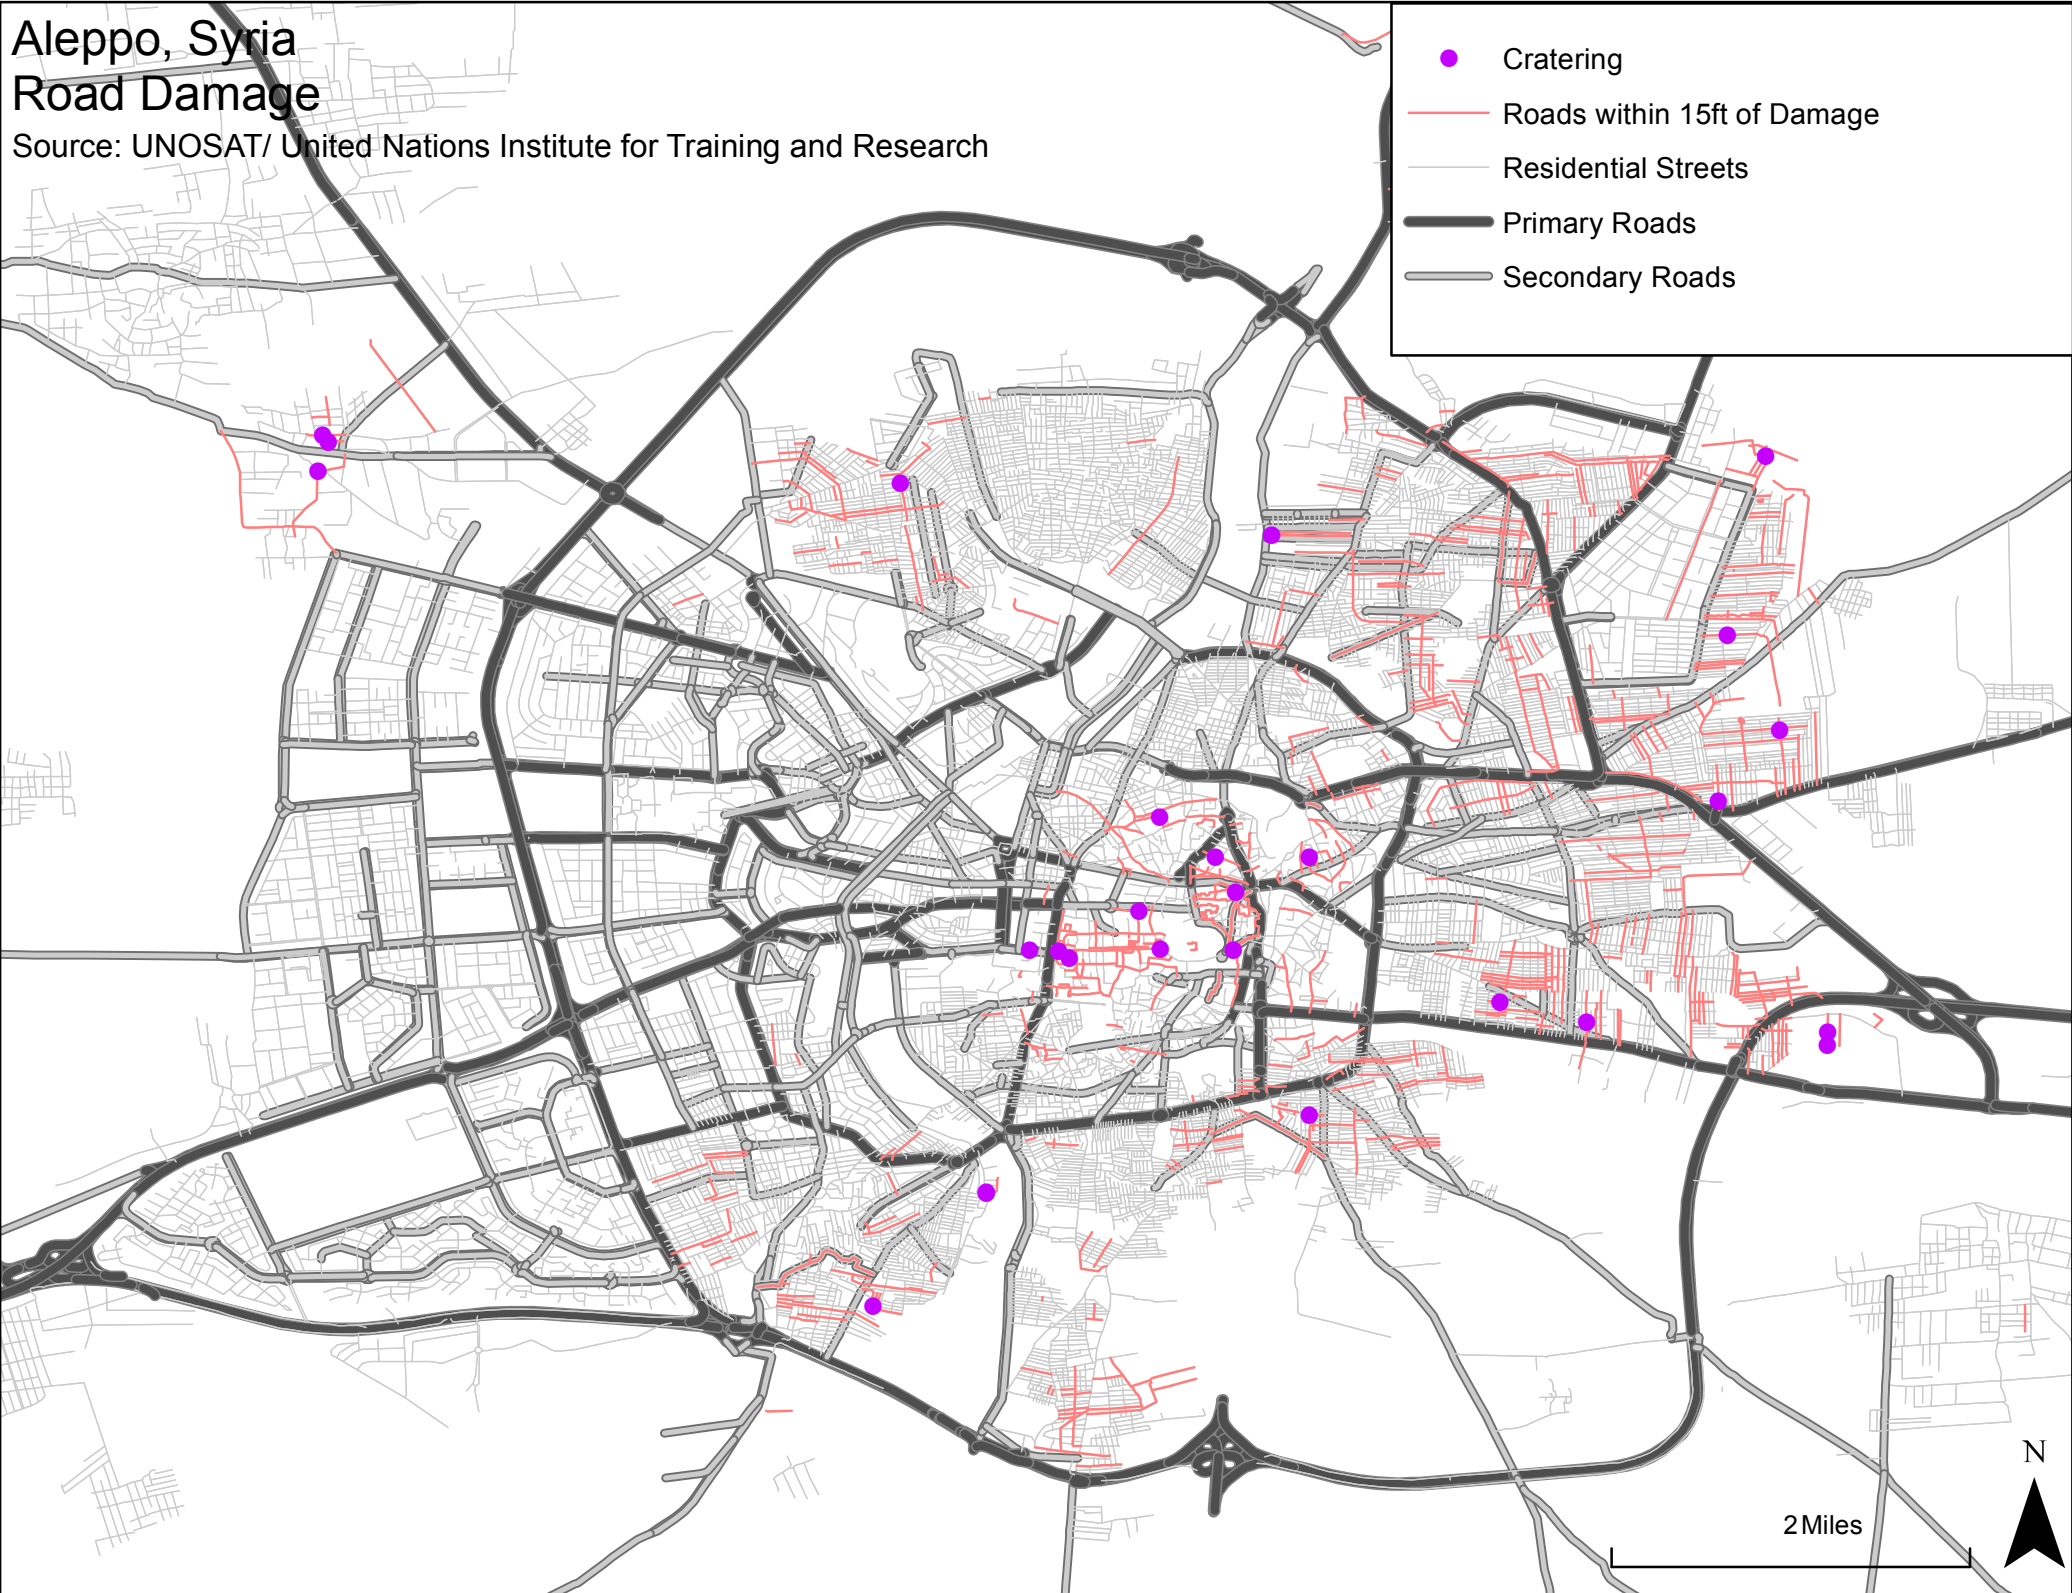 Aleppo, Syria
Road Damage
Source: UNOSAT/ United Nations Institute for Training and Research
Cratering
Roads within 15ft of Damage
Residential Streets
Primary Roads
Secondary Roads
N
2 Miles